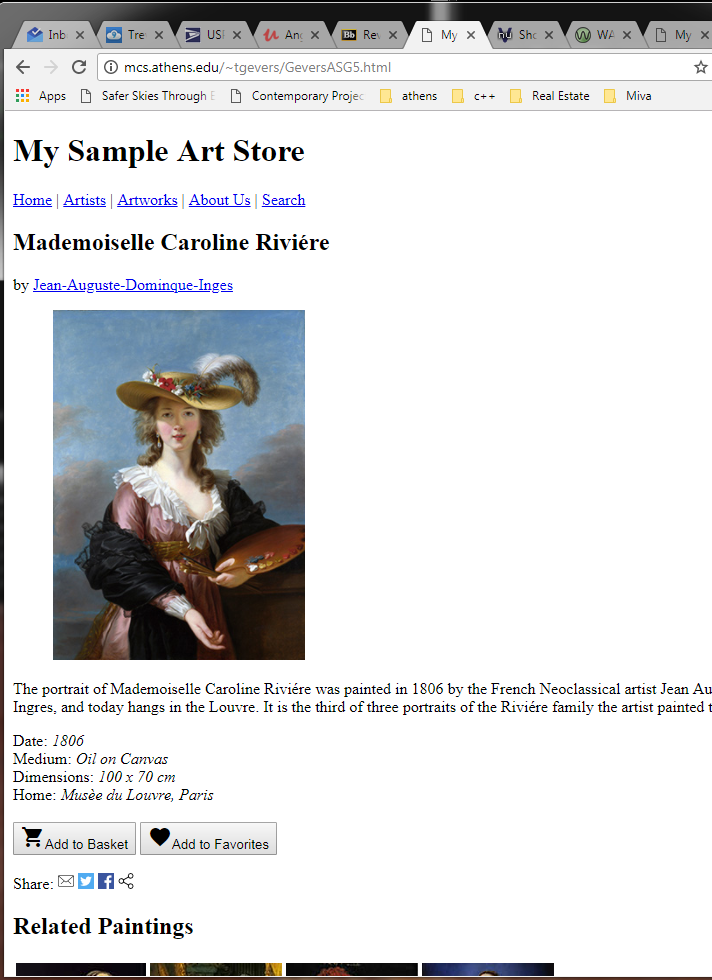 Inb Tre USI Ang Bb Rev My nu Sho WA My
mcs.athens.edu/~tgevers/GeversASG5.html
Apps Safer Skies Through E Contemporary Projec athens c++ Real Estate Miva
My Sample Art Store
Home | Artists | Artworks | About Us | Search
Mademoiselle Caroline Riviére
by Jean-Auguste-Dominque-Inges
The portrait of Mademoiselle Caroline Riviére was painted in 1806 by the French Neoclassical artist Jean Au
Ingres, and today hangs in the Louvre. It is the third of three portraits of the Riviére family the artist painted t
Date: 1806
Medium: Oil on Canvas
Dimensions: 100 x 70 cm
Home: Musèe du Louvre, Paris
Add to Basket Add to Favorites
Share:
Related Paintings